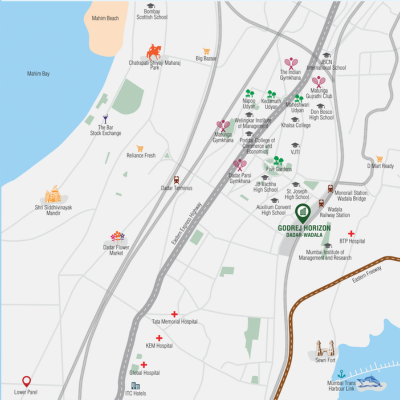 Bombay
Scottish School
Mahim Beach
Big Bazaar
Chatrapati Shivaji Maharaj
Park
Mahim Bay
The Indian
Gymkhana
International School
Matunga
Gujrathi Club
Napoo
Udyan
Kadamath
Udyan
Maheshwari
Udyan
Don Bosco
High School
Welingkar Institute
of Management
Khalsa College
The Bar
Stock Exchange
Matunga
Gymkhana
Podar College of
Commerce and
Economics
VJTI
Reliance Fresh
Five Gardens
D Mart Ready
Dadar Parsi
Gymkhana
Dadar Terminus
JB Vachha
High School
St. Joseph
High School
Monorail Station
Wadala Bridge
Shri Siddhivinayak
Mandir
Auxilium Convent
High School
Wadala
Railway Station
Eastern Express Highway
GODREJ HORIZON
DADAR-WADALA
Dadar Flower
Market
BTP Hospital
Mumbai Institute of
Management and Research
Eastern Freeway
Tata Memorial Hospital
KEM Hospital
Sewri Fort
Global Hospital
Mumbai Trans
Harbour Link
Lower Parel
ITC Hotels